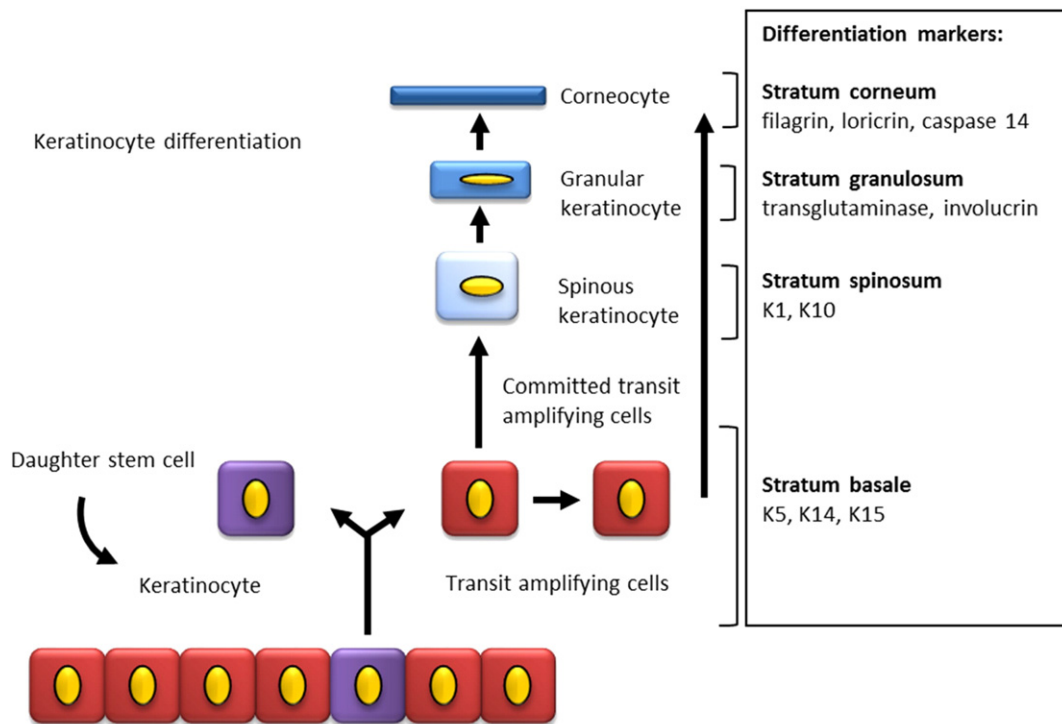 Keratinocyte differentiation
Corneocyte
Granular
keratinocyte
Spinous
keratinocyte
Committed transit
amplifying cells
Daughter stem cell
Keratinocyte
Transit amplifying cells
Differentiation markers:
Stratum corneum
filagrin, loricrin, caspase 14
Stratum granulosum
transglutaminase, involucrin
Stratum spinosum
K1, K10
Stratum basale
K5, K14, K15